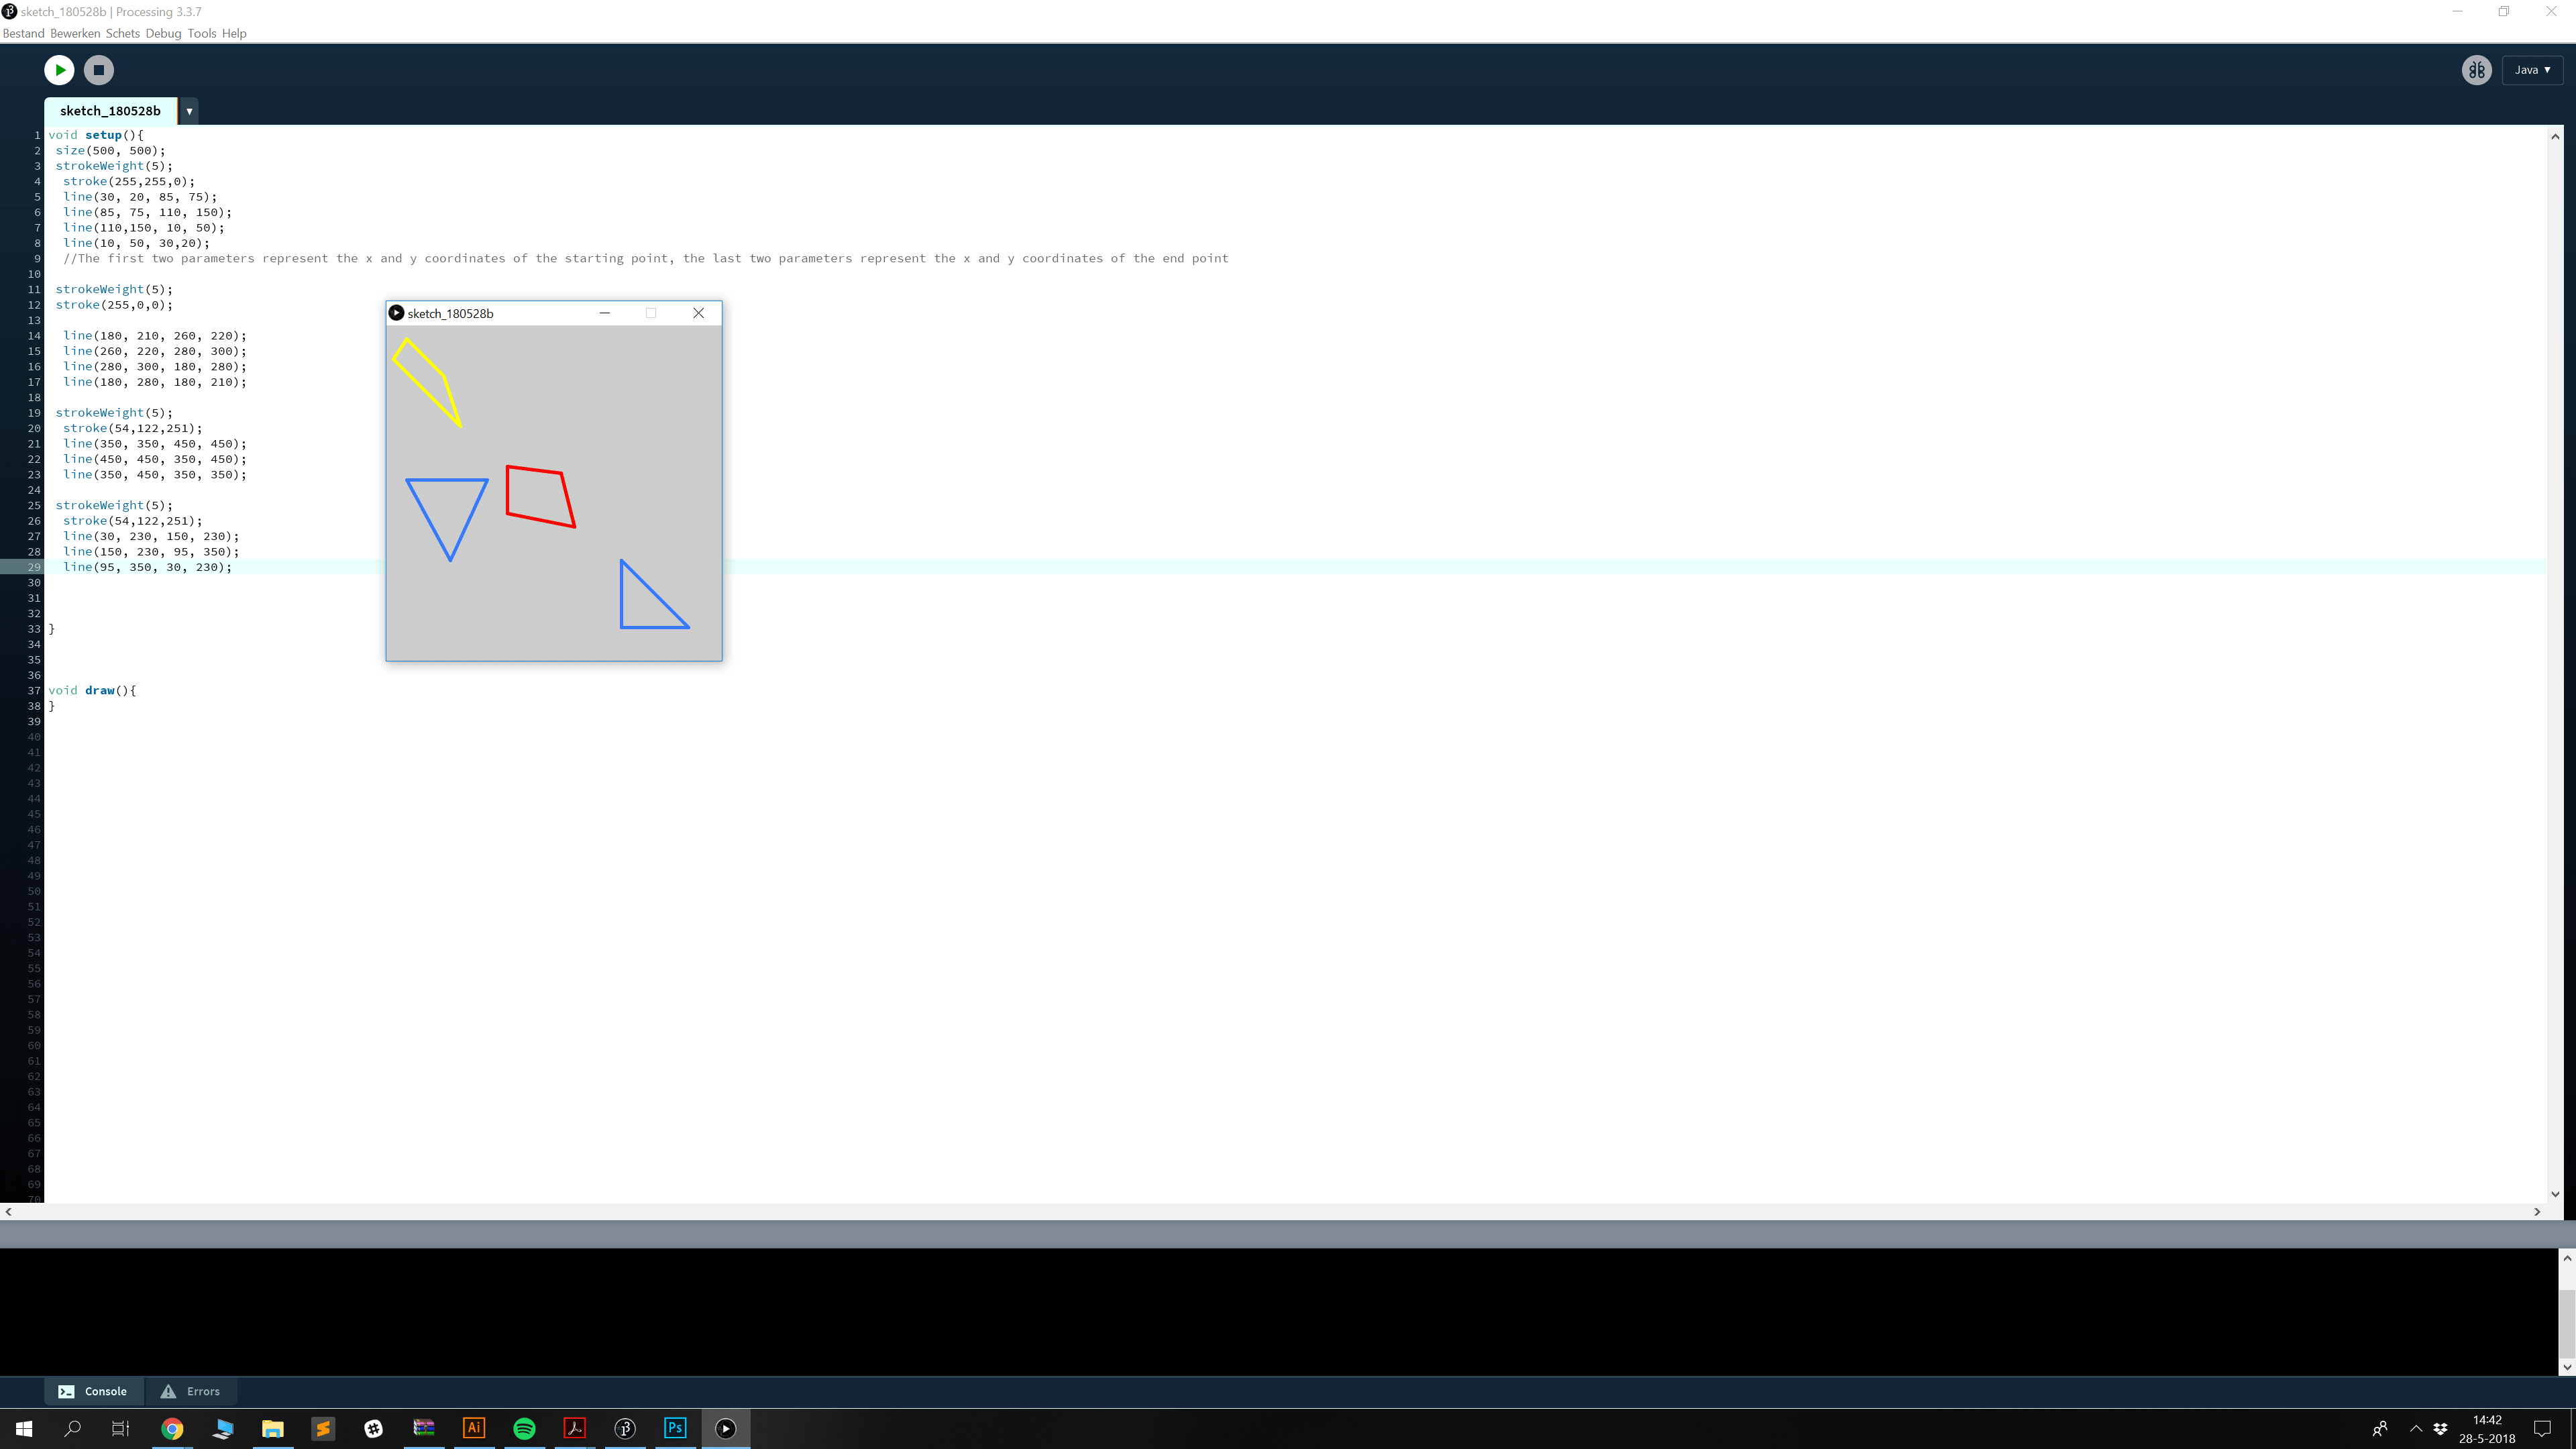 sketch_180528b | Processing 3.3.7
Bestand Bewerken Schets Debug Tools Help
Java ▼
sketch_180528b ▼
1 void setup(){
2 size(500, 500);
3 strokeWeight(5);
4 stroke(255,255,0);
5 line(30, 20, 85, 75);
6 line(85, 75, 110, 150);
7 line(110,150, 10, 50);
8 line(10, 50, 30,20);
9 //The first two parameters represent the x and y coordinates of the starting point, the last two parameters represent the x and y coordinates of the end point
10
11 strokeWeight(5);
12 stroke(255,0,0);
13
14 line(180, 210, 260, 220);
15 line(260, 220, 280, 300);
16 line(280, 300, 180, 280);
17 line(180, 280, 180, 210);
18
19 strokeWeight(5);
20 stroke(54,122,251);
21 line(350, 350, 450, 450);
22 line(450, 450, 350, 450);
23 line(350, 450, 350, 350);
24
25 strokeWeight(5);
26 stroke(54,122,251);
27 line(30, 230, 150, 230);
28 line(150, 230, 95, 350);
29 line(95, 350, 30, 230);
30
31
32
33 }
34
35
36
37 void draw(){
38 }
39
40
41
42
43
44
45
46
47
48
49
50
51
52
53
54
55
56
57
58
59
60
61
62
63
64
65
66
67
68
69
70
sketch_180528b
Console Errors
Ai
Ps
14:42
28-5-2018